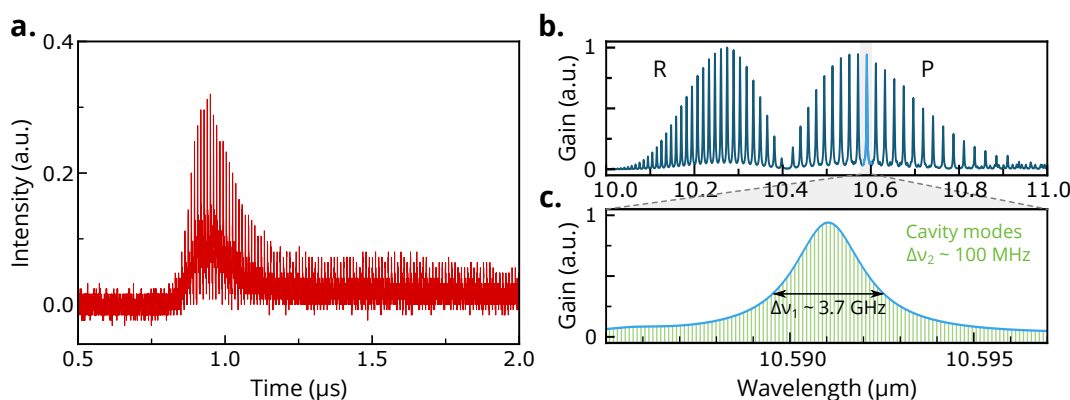 a.
0.4
0.2
0.0
Intensity (a.u.)
0.5
1.0
1.5
2.0
Time (µs)
b.
1
0
Gain (a.u.)
R
P
10.0
10.2
10.4
10.6
10.8
11.0
c.
1
0
Gain (a.u.)
Cavity modes
Δν₂ ~ 100 MHz
Δν₁ ~ 3.7 GHz
10.590
10.595
Wavelength (µm)